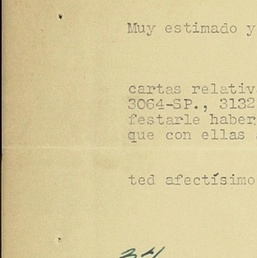 Muy estimado y
cartas relativ
3064-SP., 3132
festarle haber
que con ellas
ted afectísimo